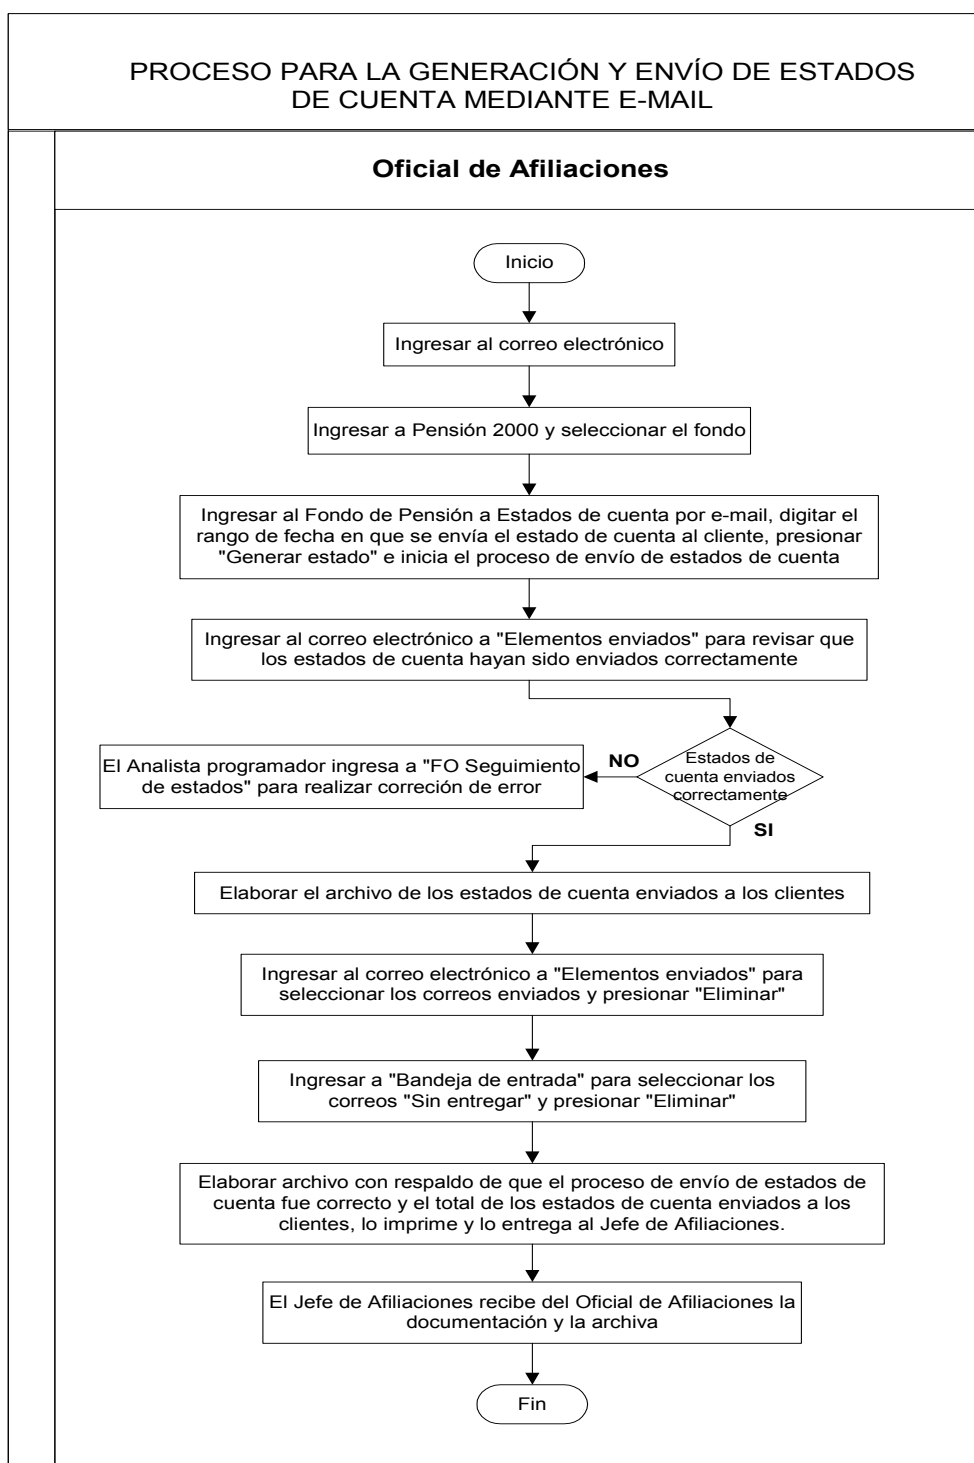 PROCESO PARA LA GENERACIÓN Y ENVÍO DE ESTADOS
DE CUENTA MEDIANTE E-MAIL
Oficial de Afiliaciones
Inicio
Ingresar al correo electrónico
Ingresar a Pensión 2000 y seleccionar el fondo
Ingresar al Fondo de Pensión a Estados de cuenta por e-mail, digitar el
rango de fecha en que se envía el estado de cuenta al cliente, presionar
"Generar estado" e inicia el proceso de envío de estados de cuenta
Ingresar al correo electrónico a "Elementos enviados" para revisar que
los estados de cuenta hayan sido enviados correctamente
Estados de
cuenta enviados
correctamente
NO
El Analista programador ingresa a "FO Seguimiento
de estados" para realizar correción de error
SI
Elaborar el archivo de los estados de cuenta enviados a los clientes
Ingresar al correo electrónico a "Elementos enviados" para
seleccionar los correos enviados y presionar "Eliminar"
Ingresar a "Bandeja de entrada" para seleccionar los
correos "Sin entregar" y presionar "Eliminar"
Elaborar archivo con respaldo de que el proceso de envío de estados de
cuenta fue correcto y el total de los estados de cuenta enviados a los
clientes, lo imprime y lo entrega al Jefe de Afiliaciones.
El Jefe de Afiliaciones recibe del Oficial de Afiliaciones la
documentación y la archiva
Fin